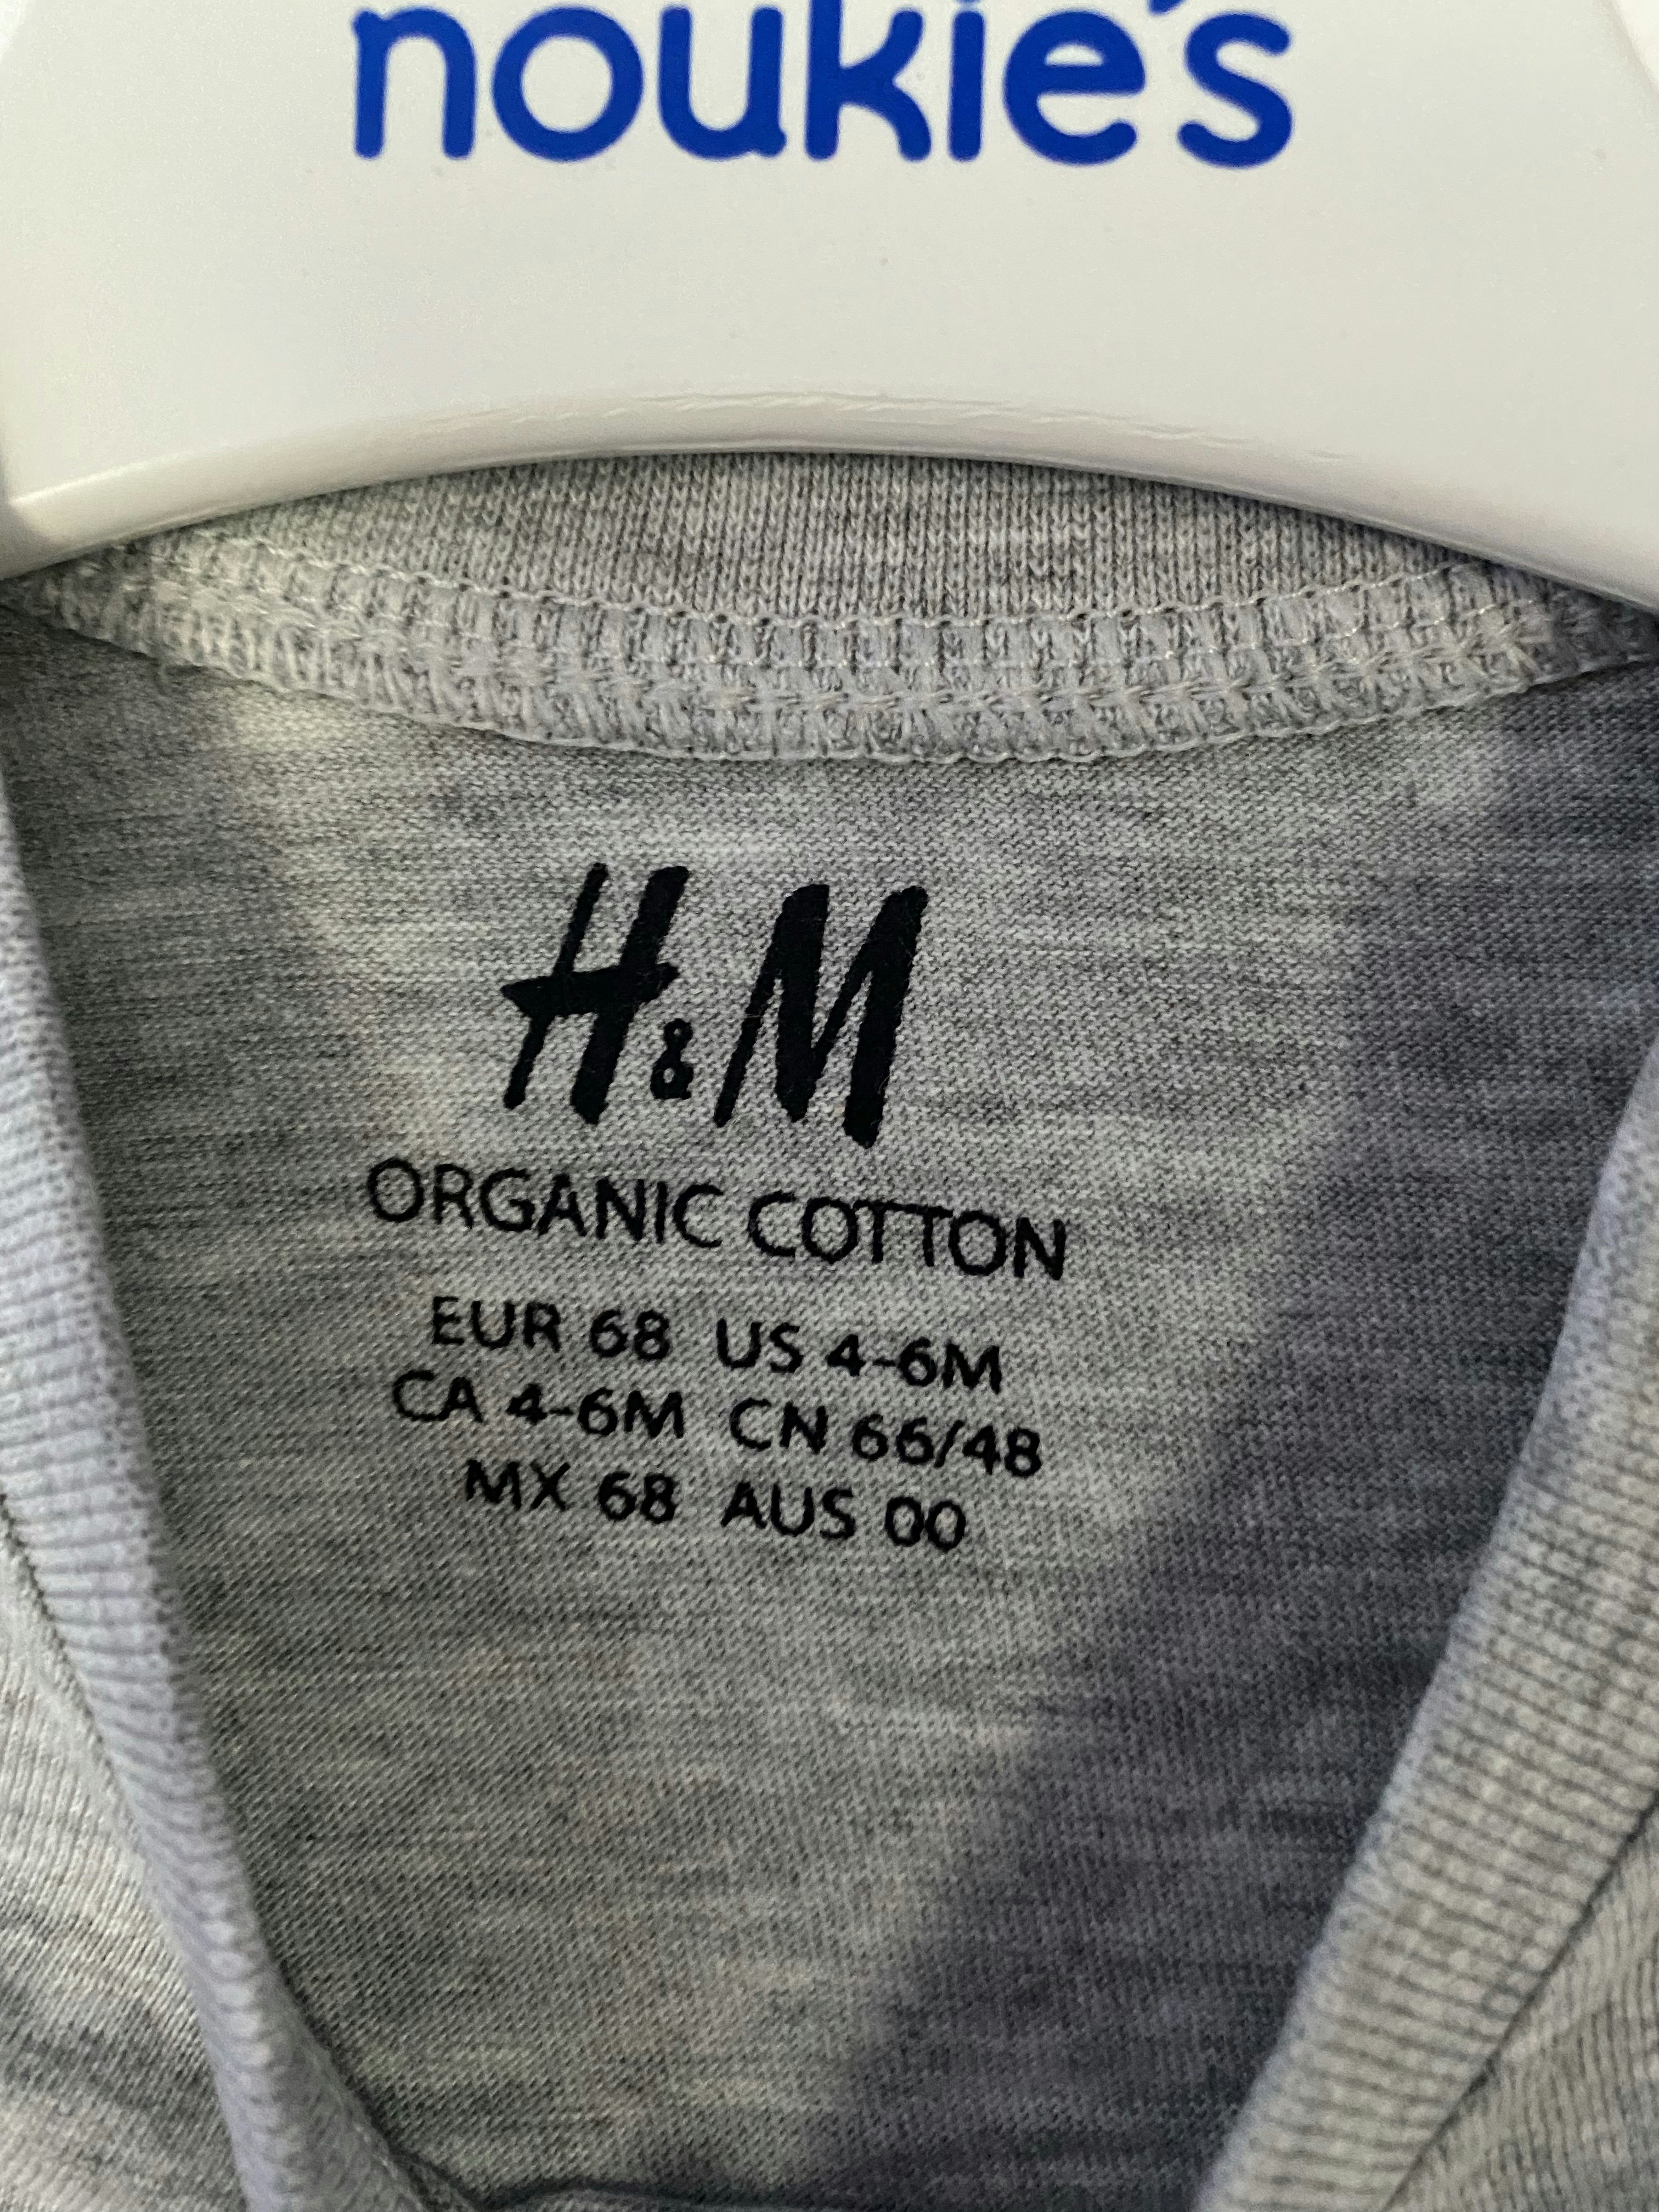 noukie's
H&M
ORGANIC COTTON
EUR 68 US 4-6M
CA 4-6M CN 66/48
MX 68 AUS 00